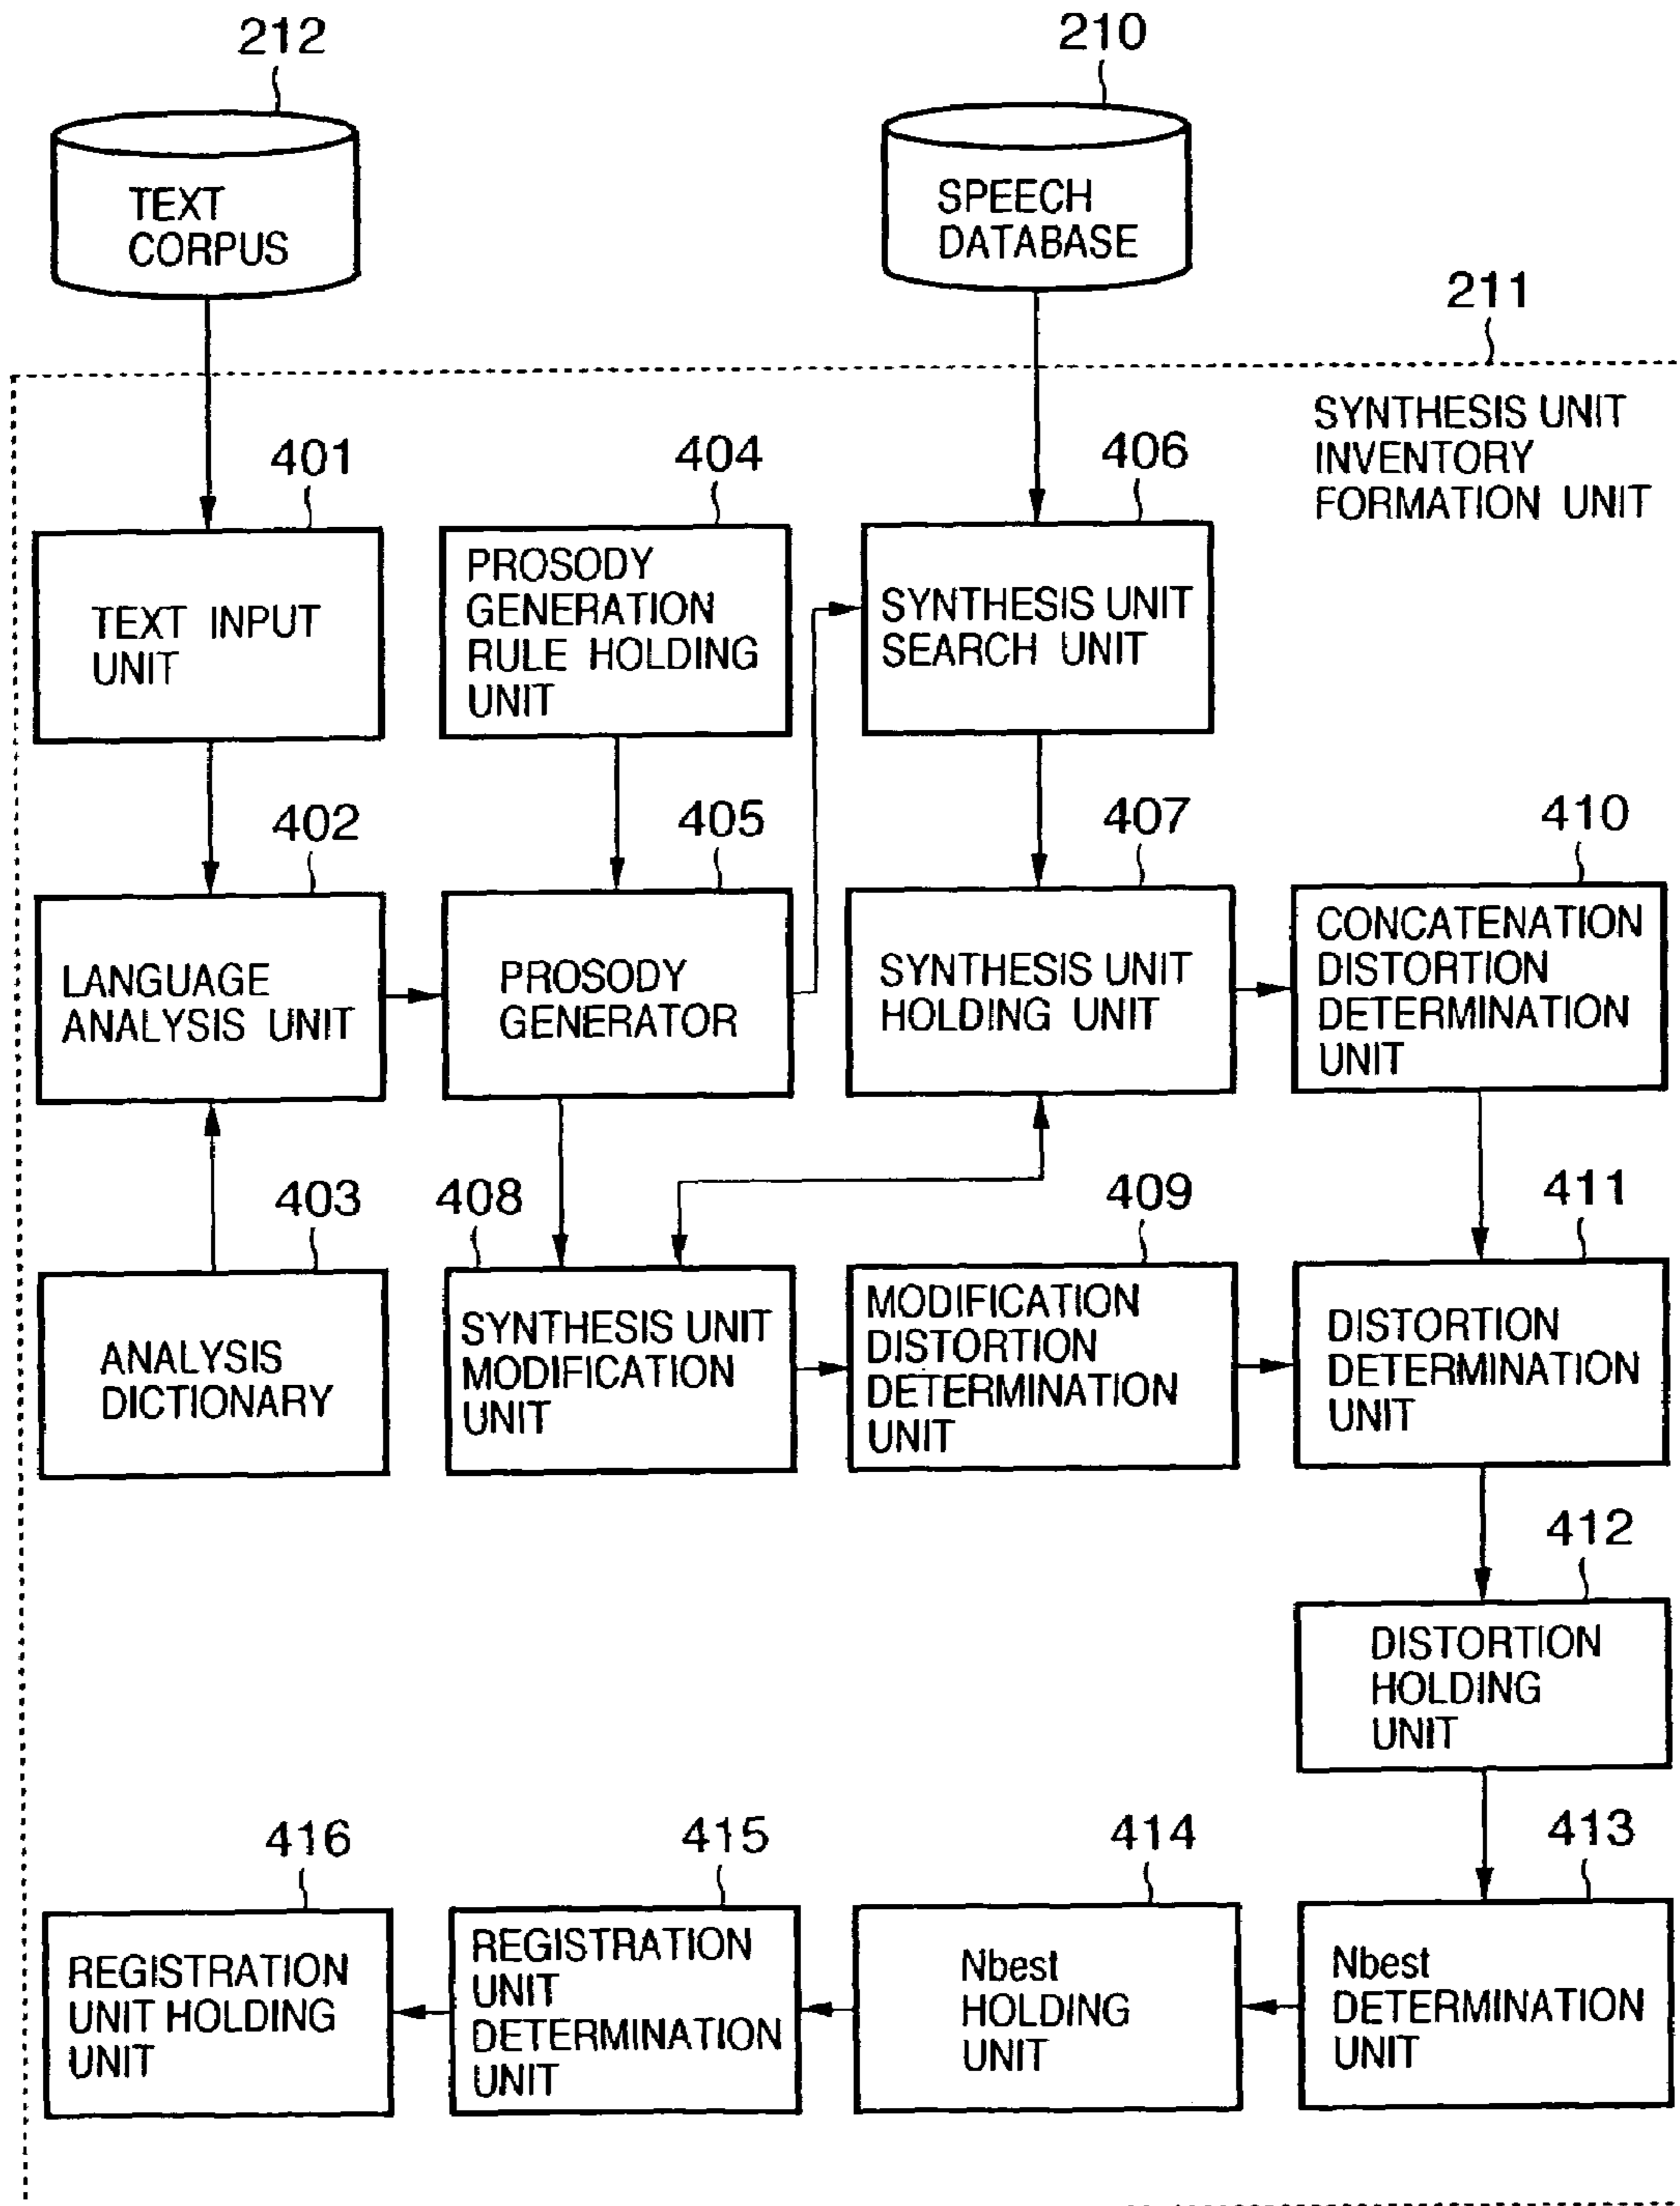 212
210
TEXT
CORPUS
SPEECH
DATABASE
211
SYNTHESIS UNIT
INVENTORY
FORMATION UNIT
401
404
406
TEXT INPUT
UNIT
PROSODY
GENERATION
RULE HOLDING
UNIT
SYNTHESIS UNIT
SEARCH UNIT
402
405
407
410
LANGUAGE
ANALYSIS UNIT
PROSODY
GENERATOR
SYNTHESIS UNIT
HOLDING UNIT
CONCATENATION
DISTORTION
DETERMINATION
UNIT
403
408
409
411
ANALYSIS
DICTIONARY
SYNTHESIS UNIT
MODIFICATION
UNIT
MODIFICATION
DISTORTION
DETERMINATION
UNIT
DISTORTION
DETERMINATION
UNIT
412
DISTORTION
HOLDING
UNIT
416
415
414
413
REGISTRATION
UNIT HOLDING
UNIT
REGISTRATION
UNIT
DETERMINATION
UNIT
Nbest
HOLDING
UNIT
Nbest
DETERMINATION
UNIT